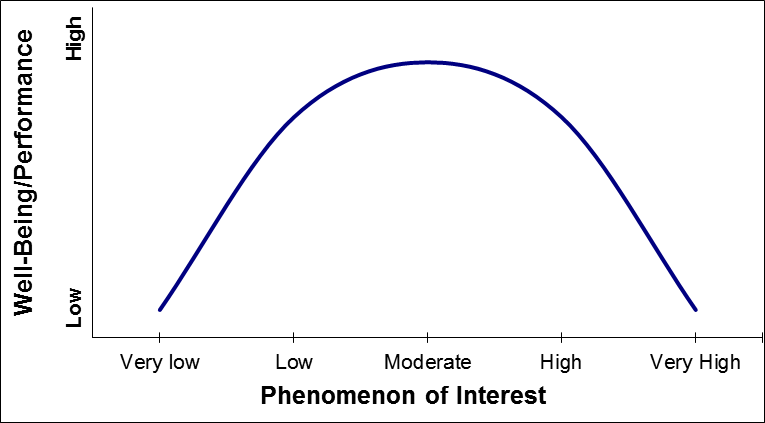 High
Well-Being/Performance
Low
Very low
Low
Moderate
High
Very High
Phenomenon of Interest